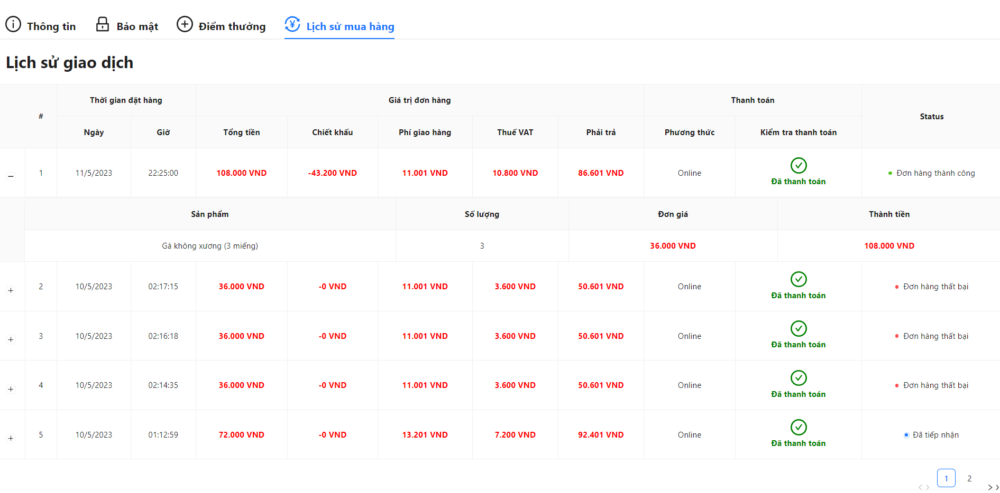 Thông tin Bảo mật Điểm thưởng Lịch sử mua hàng
Lịch sử giao dịch
# Thời gian đặt hàng Giá trị đơn hàng Thanh toán Status
Ngày Giờ Tổng tiền Chiết khấu Phí giao hàng Thuế VAT Phải trả Phương thức Kiểm tra thanh toán
1 11/5/2023 22:25:00 108.000 VND -43.200 VND 11.001 VND 10.800 VND 86.601 VND Online Đã thanh toán Đơn hàng thành công
Sản phẩm Số lượng Đơn giá Thành tiền
Gà không xương (3 miếng) 3 36.000 VND 108.000 VND
2 10/5/2023 02:17:15 36.000 VND -0 VND 11.001 VND 3.600 VND 50.601 VND Online Đã thanh toán Đơn hàng thất bại
3 10/5/2023 02:16:18 36.000 VND -0 VND 11.001 VND 3.600 VND 50.601 VND Online Đã thanh toán Đơn hàng thất bại
4 10/5/2023 02:14:35 36.000 VND -0 VND 11.001 VND 3.600 VND 50.601 VND Online Đã thanh toán Đơn hàng thất bại
5 10/5/2023 01:12:59 72.000 VND -0 VND 13.201 VND 7.200 VND 92.401 VND Online Đã thanh toán Đã tiếp nhận
1 2